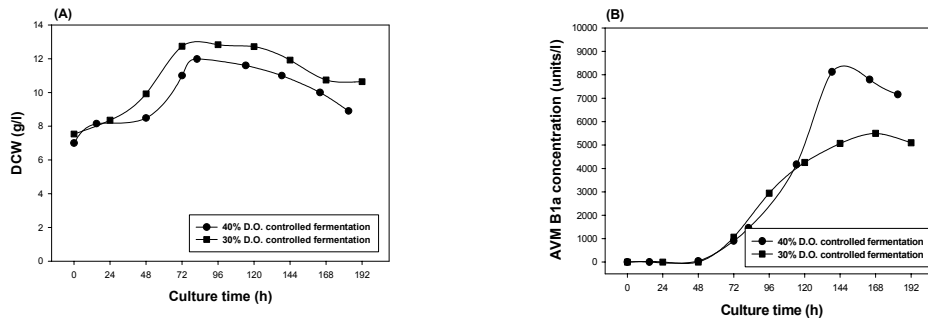 (A)
14
12
10
8
6
4
2
0
DCW (g/l)
40% D.O. controlled fermentation
30% D.O. controlled fermentation
0 24 48 72 96 120 144 168 192
Culture time (h)
(B)
10000
9000
8000
7000
6000
5000
4000
3000
2000
1000
0
AVM B1a concentration (units/l)
40% D.O. controlled fermentation
30% D.O. controlled fermentation
0 24 48 72 96 120 144 168 192
Culture time (h)